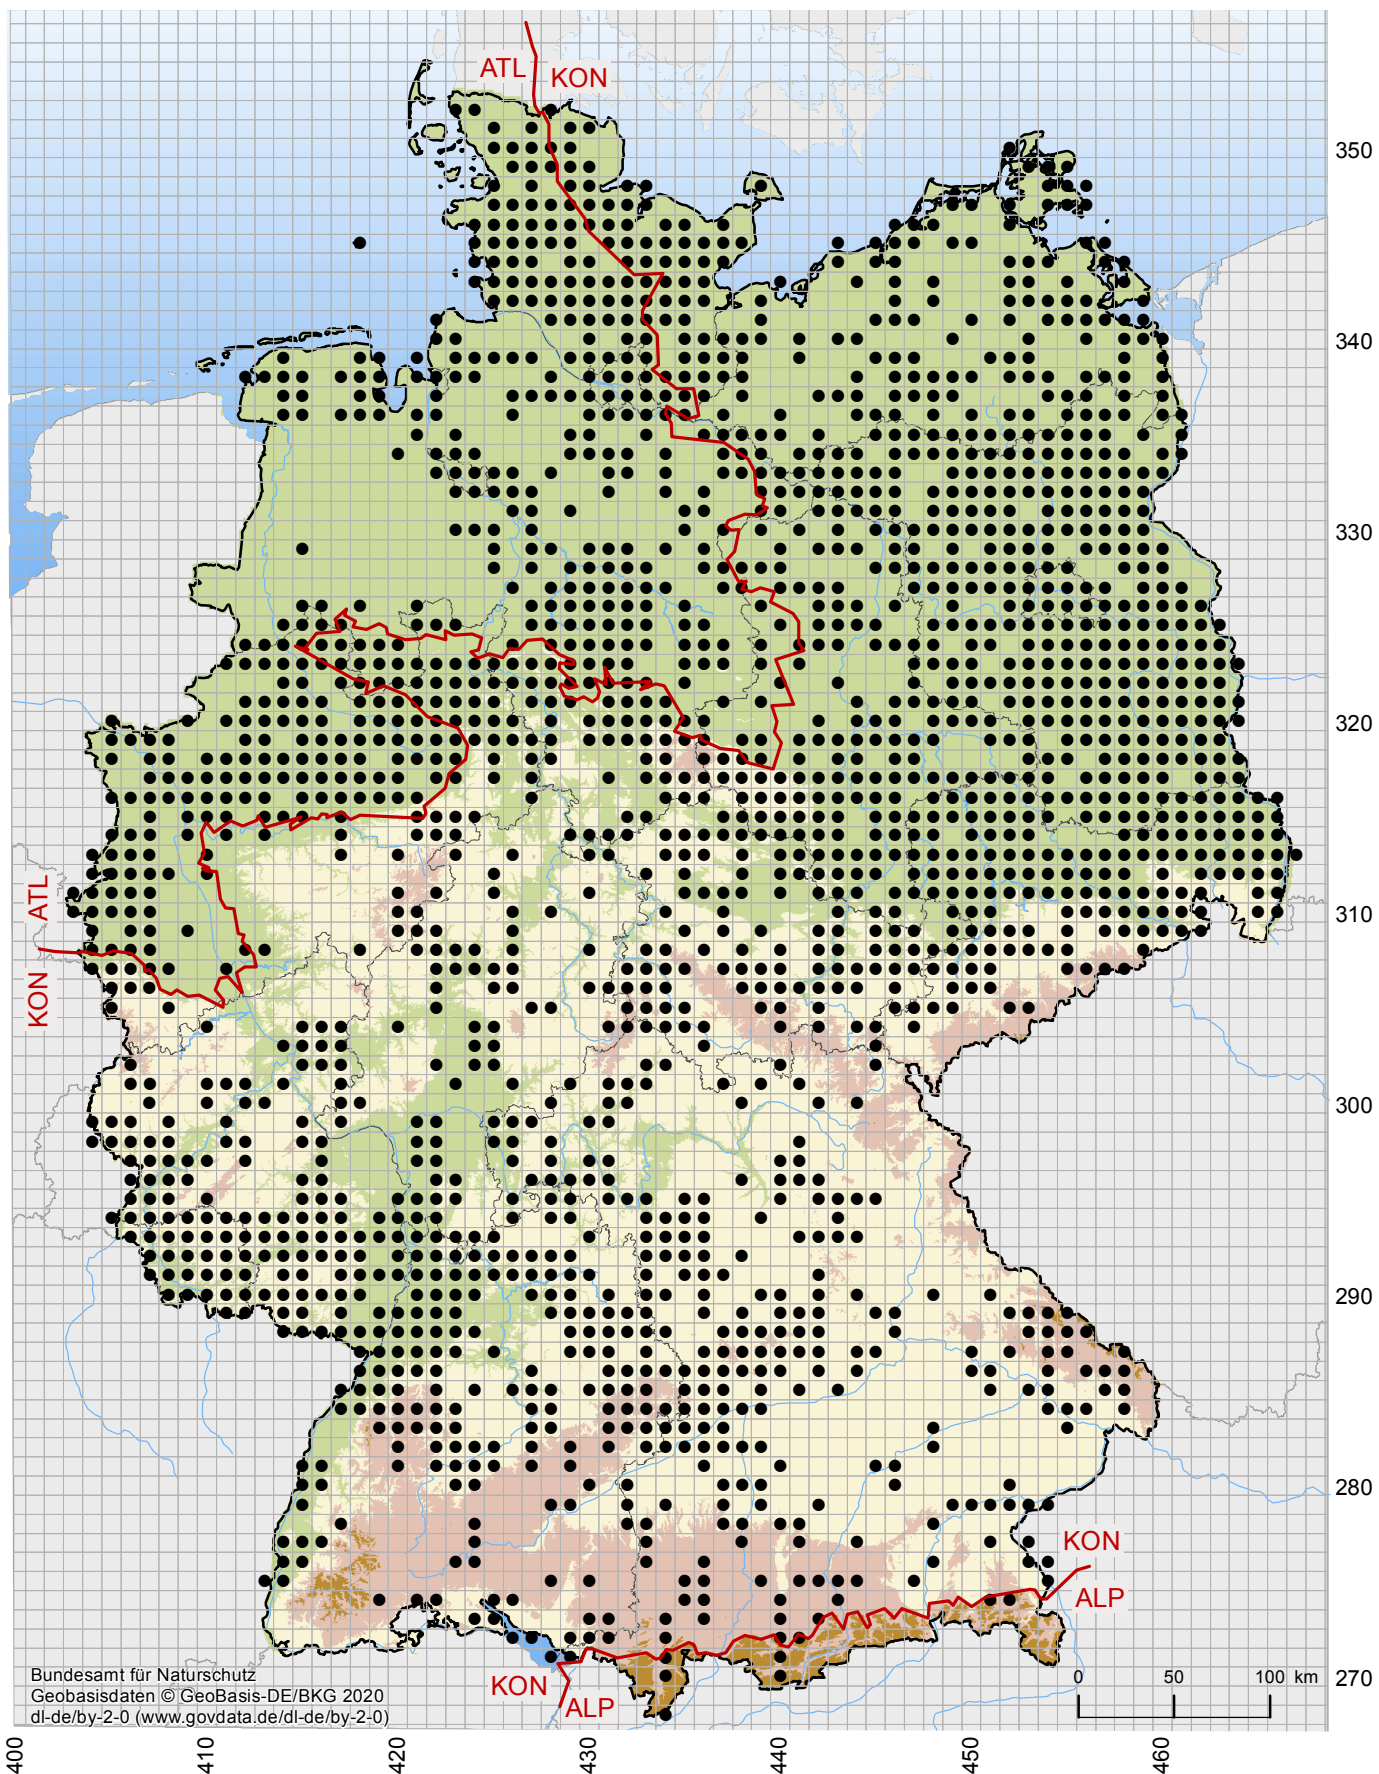 ATL
KON
350
340
330
320
310
300
290
280
270
ATL
KON
KON
ALP
KON
ALP
Bundesamt für Naturschutz
Geobasisdaten © GeoBasis-DE/BKG 2020
dl-de/by-2-0 (www.govdata.de/dl-de/by-2-0)
0 50 100 km
400 410 420 430 440 450 460